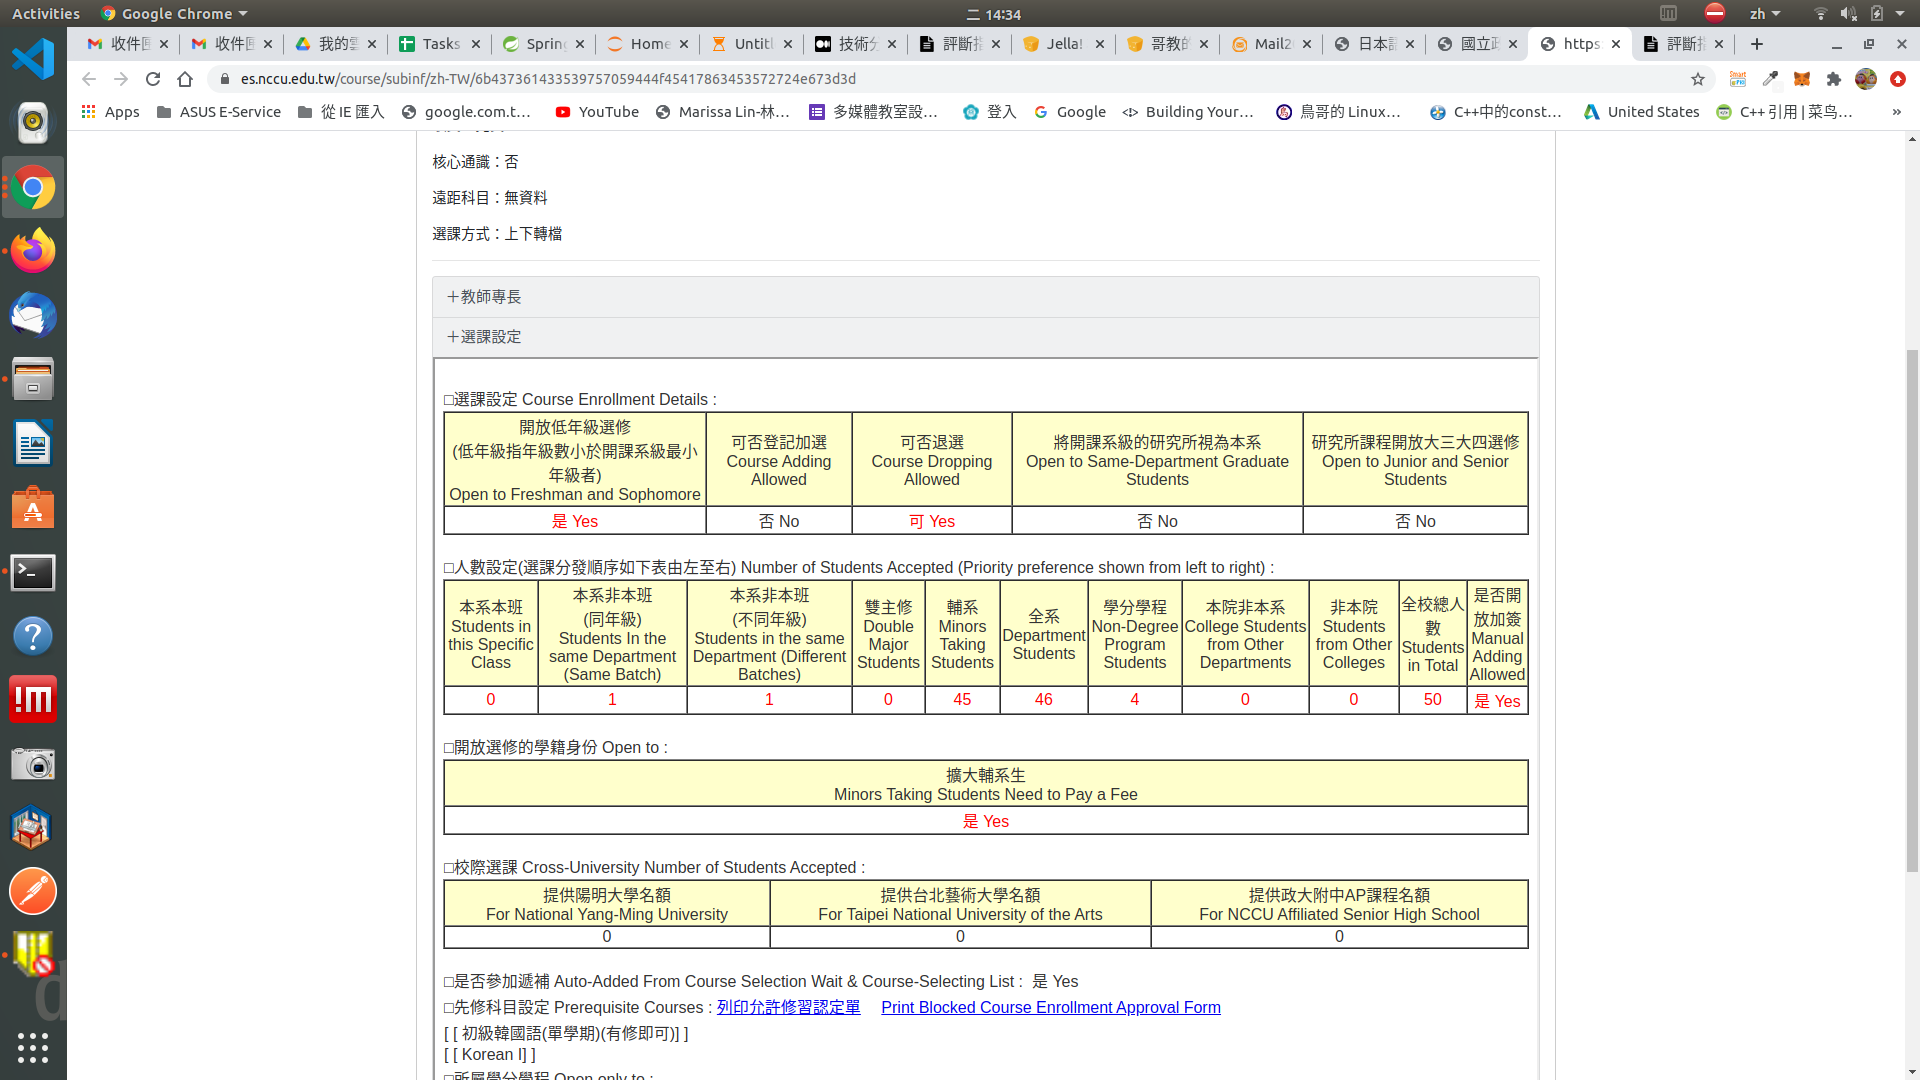 Activities
Google Chrome
二 14:34
zh
收件匣
收件匣
我的雲
Tasks
Spring
Home
Untitl
技術分
評斷指
Jella!
哥教的
Mail20
日本語
國立政
https:
評斷指
es.nccu.edu.tw/course/subinf/zh-TW/6b437361433539757059444f45417863453572724e673d3d
Apps
ASUS E-Service
從 IE 匯入
google.com.t...
YouTube
Marissa Lin-林...
多媒體教室設...
登入
Google
Building Your...
鳥哥的 Linux...
C++中的const...
United States
C++ 引用 | 菜鸟...
»
核心通識：否
遠距科目：無資料
選課方式：上下轉檔
＋教師專長
＋選課設定
□選課設定 Course Enrollment Details :
開放低年級選修
(低年級指年級數小於開課系級最小
年級者)
Open to Freshman and Sophomore
可否登記加選
Course Adding
Allowed
可否退選
Course Dropping
Allowed
將開課系級的研究所視為本系
Open to Same-Department Graduate
Students
研究所課程開放大三大四選修
Open to Junior and Senior
Students
是 Yes
否 No
可 Yes
否 No
否 No
□人數設定(選課分發順序如下表由左至右) Number of Students Accepted (Priority preference shown from left to right) :
本系本班
Students in
this Specific
Class
本系非本班
(同年級)
Students In the
same Department
(Same Batch)
本系非本班
(不同年級)
Students in the same
Department (Different
Batches)
雙主修
Double
Major
Students
輔系
Minors
Taking
Students
全系
Department
Students
學分學程
Non-Degree
Program
Students
本院非本系
College Students
from Other
Departments
非本院
Students
from Other
Colleges
全校總人
數
Students
in Total
是否開
放加簽
Manual
Adding
Allowed
0
1
1
0
45
46
4
0
0
50
是 Yes
□開放選修的學籍身份 Open to :
擴大輔系生
Minors Taking Students Need to Pay a Fee
是 Yes
□校際選課 Cross-University Number of Students Accepted :
提供陽明大學名額
For National Yang-Ming University
提供台北藝術大學名額
For Taipei National University of the Arts
提供政大附中AP課程名額
For NCCU Affiliated Senior High School
0
0
0
□是否參加遞補 Auto-Added From Course Selection Wait & Course-Selecting List : 是 Yes
□先修科目設定 Prerequisite Courses : 列印允許修習認定單 Print Blocked Course Enrollment Approval Form
[ [ 初級韓國語(單學期)(有修即可)] ]
[ [ Korean I] ]
□所屬學分學程 Open only to :